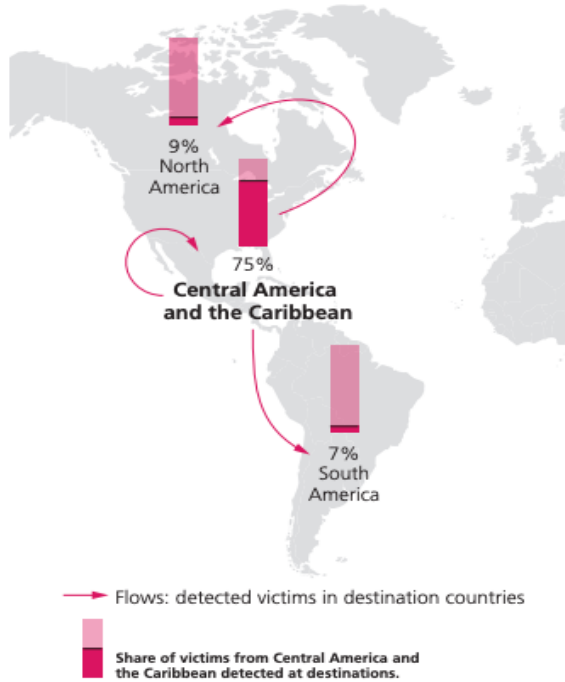 9%
North
America
75%
Central America
and the Caribbean
7%
South
America
Flows: detected victims in destination countries
Share of victims from Central America and
the Caribbean detected at destinations.